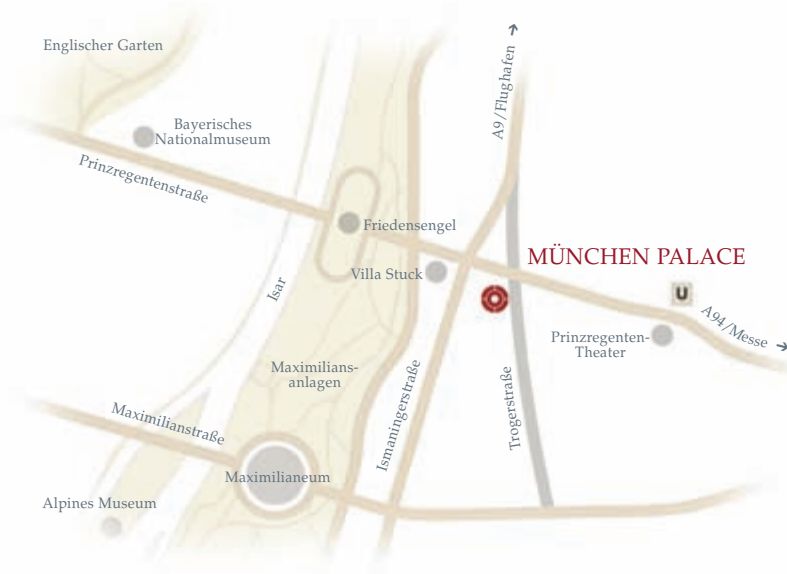 Englischer Garten
A9/Flughafen
Bayerisches
Nationalmuseum
Prinzregentenstraße
Friedensengel
MÜNCHEN PALACE
Villa Stuck
Isar
U
A94/Messe
Prinzregenten-
Theater
Maximilians-
anlagen
Ismaningerstraße
Trogerstraße
Maximilianstraße
Maximilianeum
Alpines Museum